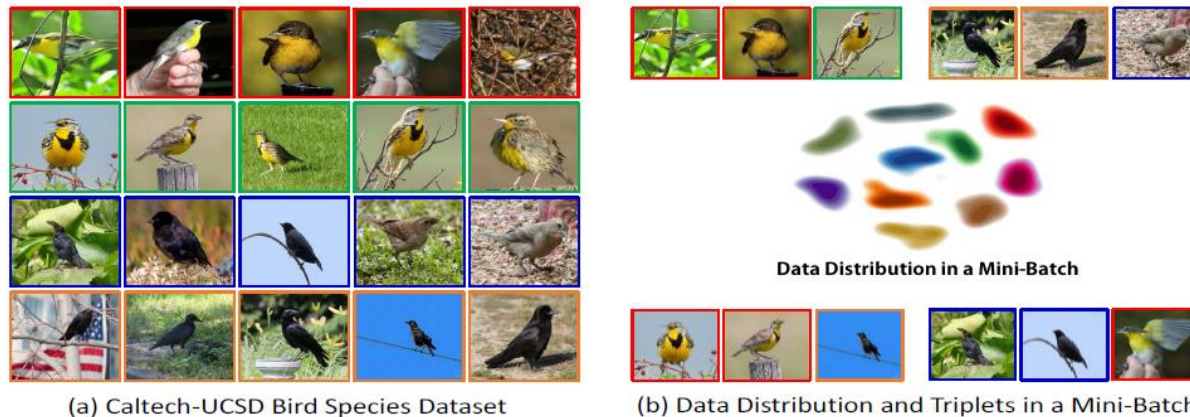 Data Distribution in a Mini-Batch
(a) Caltech-UCSD Bird Species Dataset
(b) Data Distribution and Triplets in a Mini-Batch